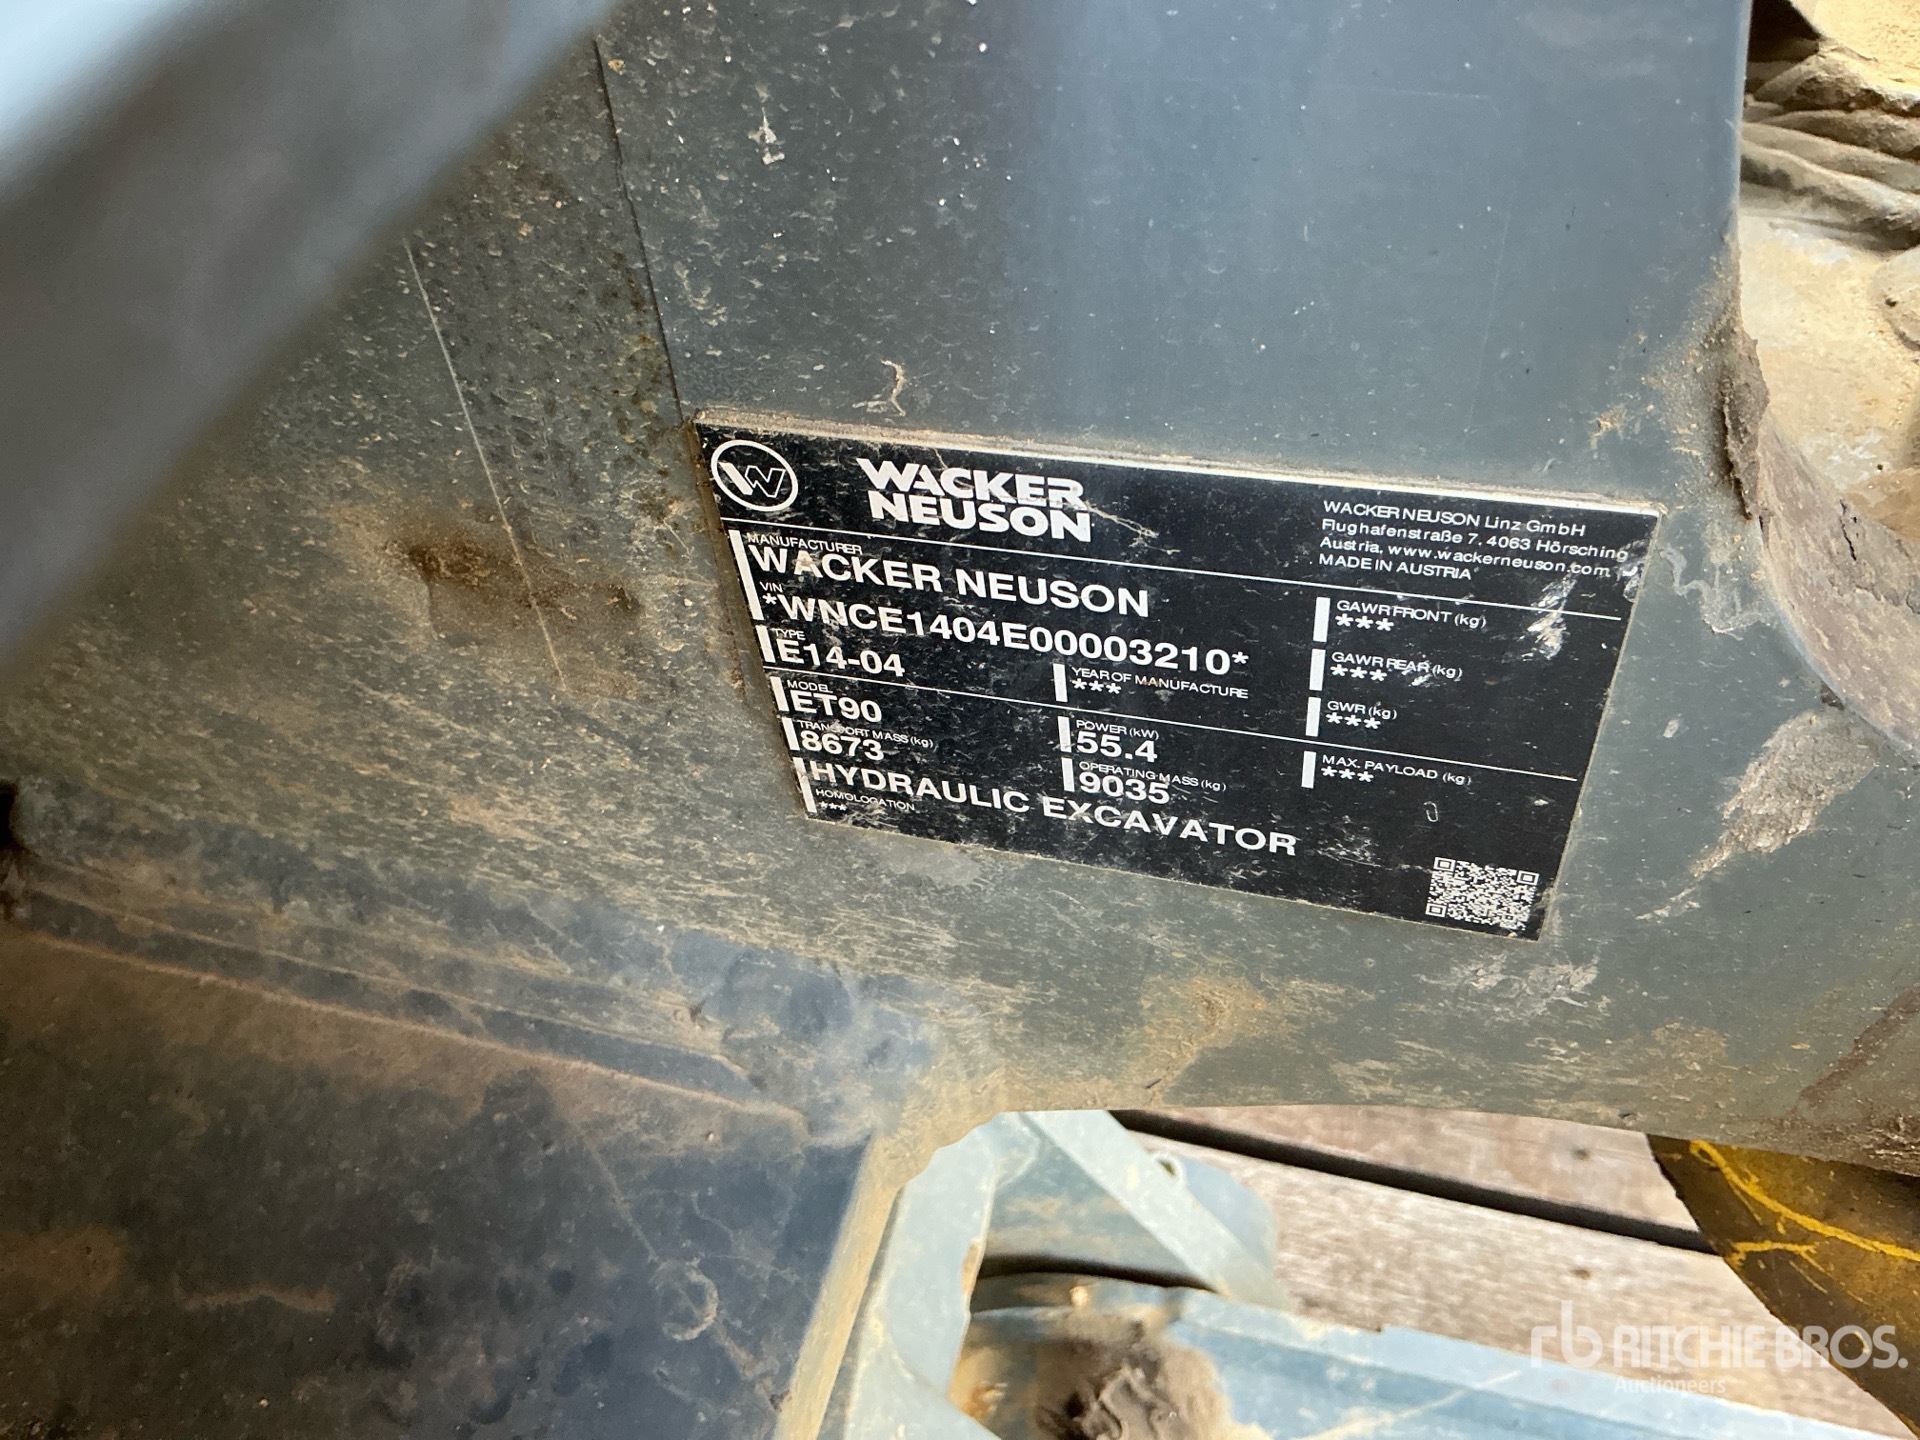 W
WACKER
NEUSON
WACKER NEUSON Linz GmbH
Flughafenstraße 7, 4063 Hörsching
Austria, www.wackerneuson.com
MADE IN AUSTRIA
MANUFACTURER
WACKER NEUSON
VIN
*WNCE1404E00003210*
TYPE
E14-04
YEAR OF MANUFACTURE
***
MODEL
ET90
POWER (kW)
55.4
TRANSPORT MASS (kg)
8673
OPERATING MASS (kg)
9035
HYDRAULIC EXCAVATOR
HOMOLOGATION
***
GAWR FRONT (kg)
***
GAWR REAR (kg)
***
GWR (kg)
***
MAX. PAYLOAD (kg)
***
rb RITCHIE BROS.
Auctioneers